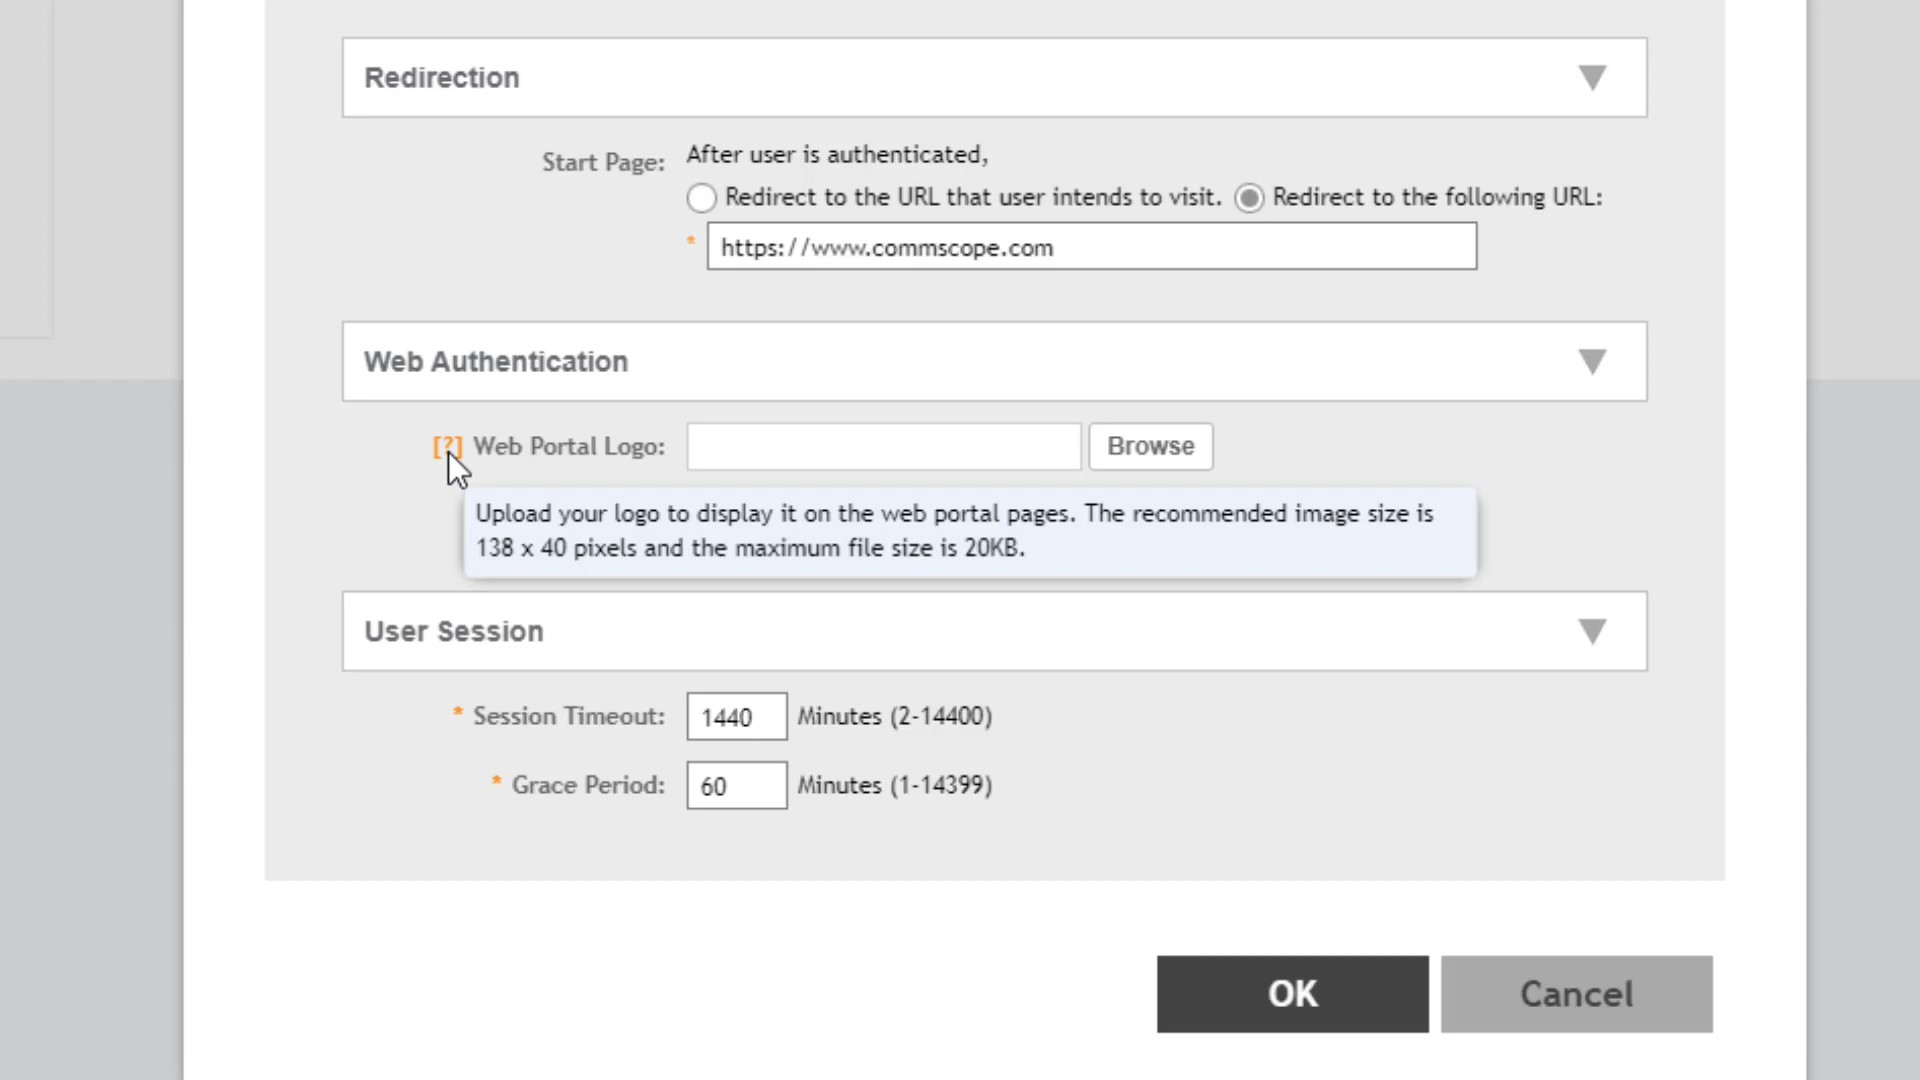 Redirection
Start Page:
After user is authenticated,
Redirect to the URL that user intends to visit. Redirect to the following URL:
* https://www.commscope.com
Web Authentication
[?] Web Portal Logo: Browse
Upload your logo to display it on the web portal pages. The recommended image size is
138 x 40 pixels and the maximum file size is 20KB.
User Session
* Session Timeout: 1440 Minutes (2-14400)
* Grace Period: 60 Minutes (1-14399)
OK Cancel